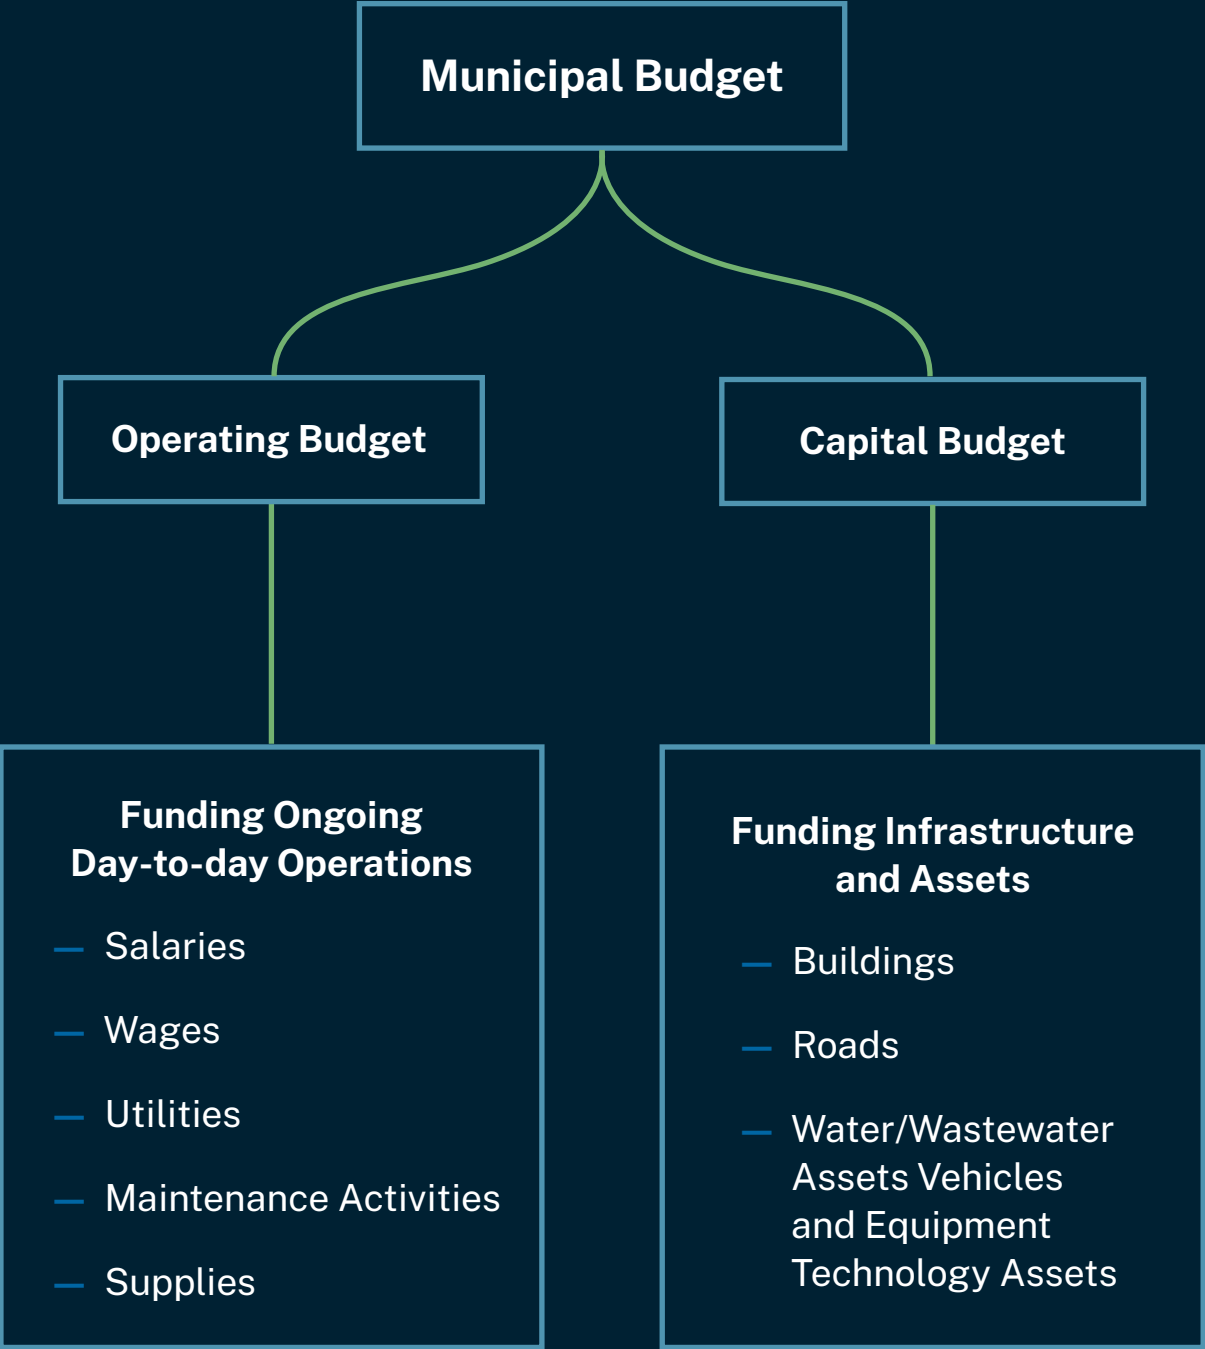 Municipal Budget
Operating Budget
Capital Budget
Funding Ongoing
Day-to-day Operations
— Salaries
— Wages
— Utilities
— Maintenance Activities
— Supplies
Funding Infrastructure
and Assets
— Buildings
— Roads
— Water/Wastewater
Assets Vehicles
and Equipment
Technology Assets